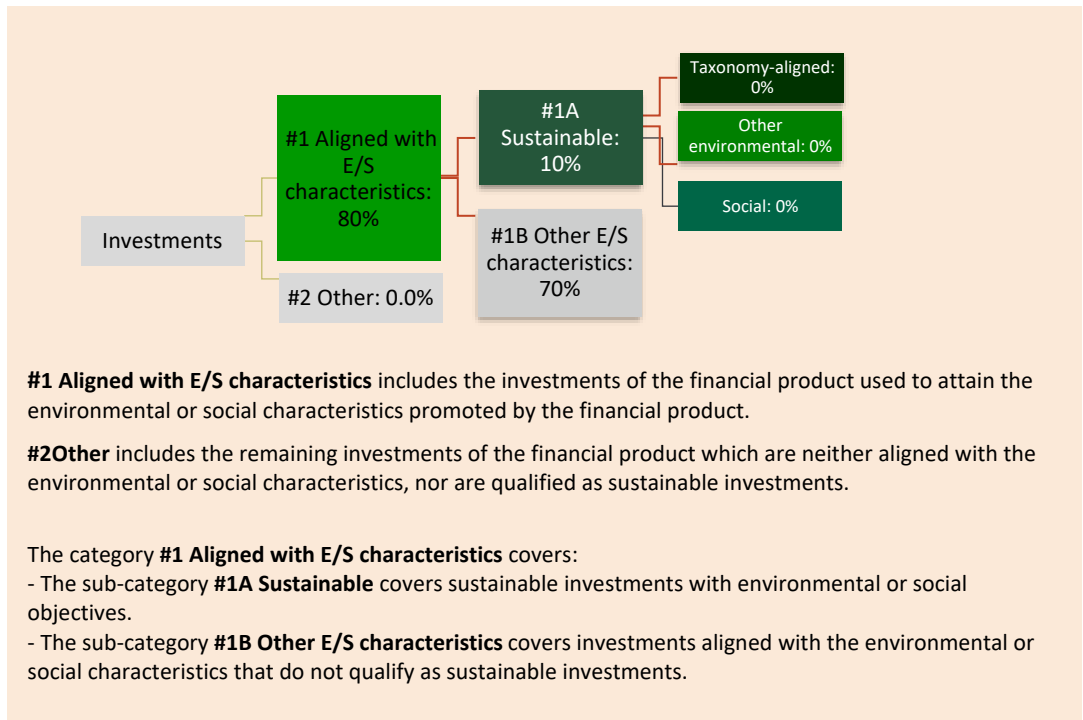 Investments
#1 Aligned with
E/S
characteristics:
80%
#2 Other: 0.0%
#1A
Sustainable:
10%
#1B Other E/S
characteristics:
70%
Taxonomy-aligned:
0%
Other
environmental: 0%
Social: 0%
#1 Aligned with E/S characteristics includes the investments of the financial product used to attain the
environmental or social characteristics promoted by the financial product.
#2Other includes the remaining investments of the financial product which are neither aligned with the
environmental or social characteristics, nor are qualified as sustainable investments.
The category #1 Aligned with E/S characteristics covers:
- The sub-category #1A Sustainable covers sustainable investments with environmental or social
objectives.
- The sub-category #1B Other E/S characteristics covers investments aligned with the environmental or
social characteristics that do not qualify as sustainable investments.